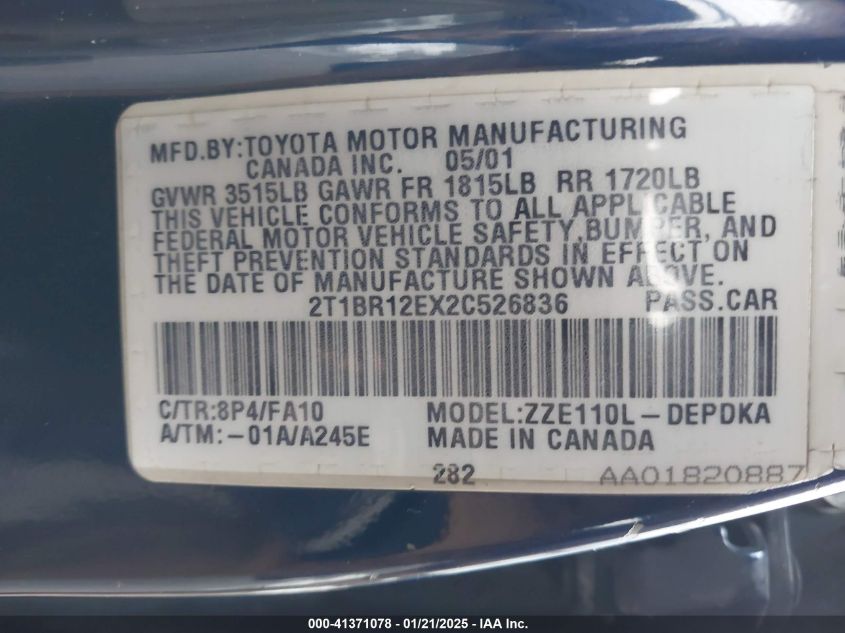 MFD.BY:TOYOTA MOTOR MANUFACTURING
CANADA INC. 05/01
GVWR 3515LB GAWR FR 1815LB RR 1720LB
THIS VEHICLE CONFORMS TO ALL APPLICABLE
FEDERAL MOTOR VEHICLE SAFETY,BUMPER, AND
THEFT PREVENTION STANDARDS IN EFFECT ON
THE DATE OF MANUFACTURE SHOWN ABOVE.
2T1BR12EX2C526836 PASS.CAR
C/TR:8P4/FA10 MODEL:ZZE110L-DEPDKA
A/TM:-01A/A245E MADE IN CANADA
282 AA01820887
000-41371078 - 01/21/2025 - IAA Inc.